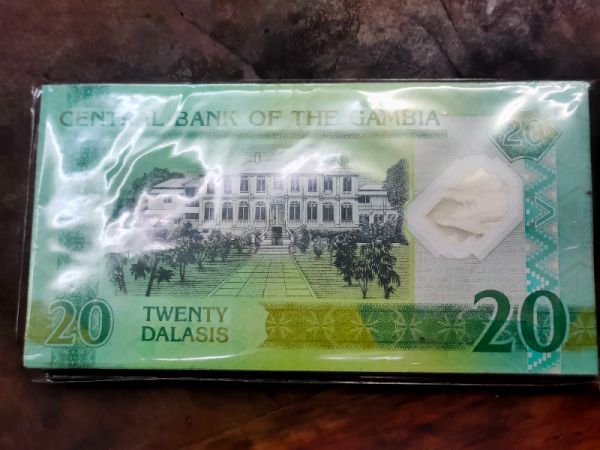 CENTRAL BANK OF THE GAMBIA
20
20
TWENTY
DALASIS
20